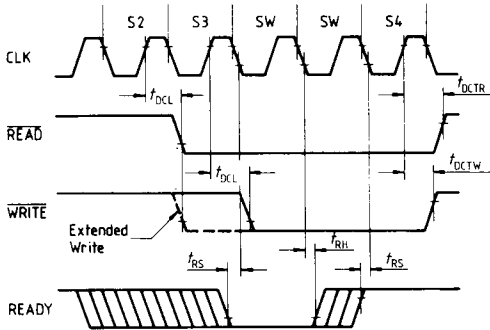 S2 S3 SW SW S4
CLK
tDCL tDCTR
READ
tDCL tDCTW
WRITE
Extended
Write
tRS tRH tRS
READY